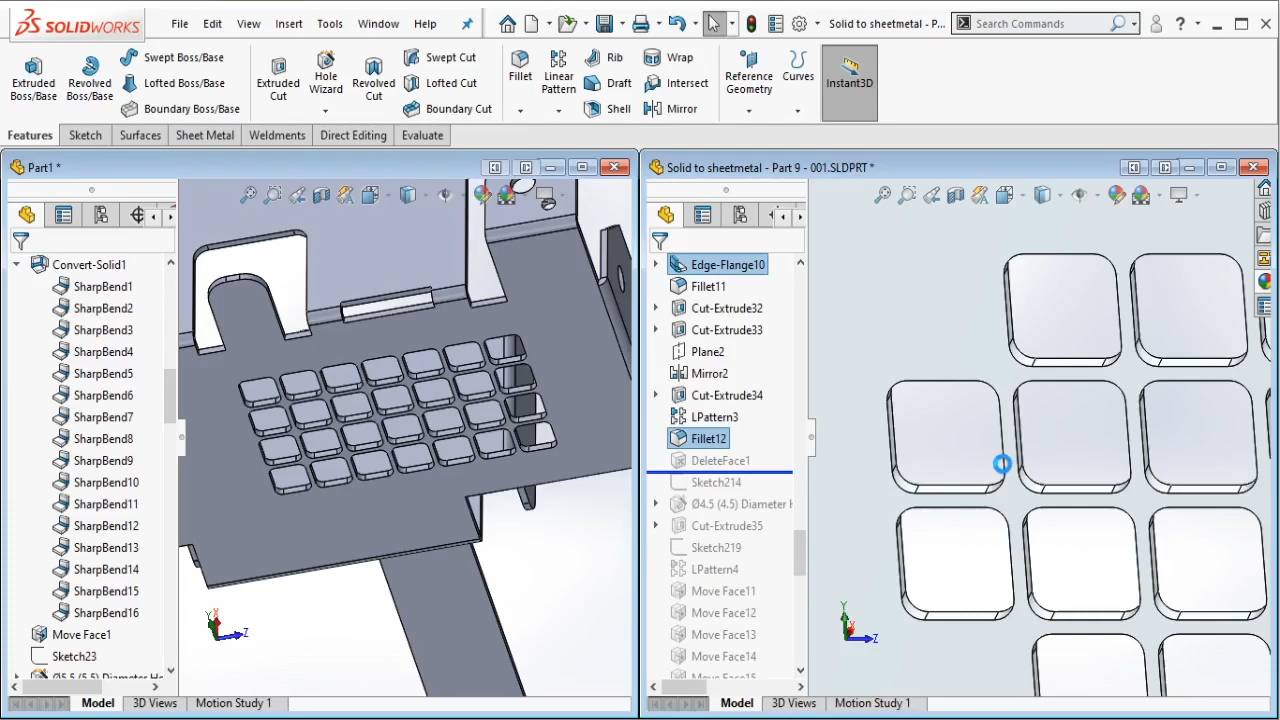 SOLIDWORKS
File Edit View Insert Tools Window Help
Solid to sheetmetal - P...
Search Commands
Extruded Boss/Base
Revolved Boss/Base
Swept Boss/Base
Lofted Boss/Base
Boundary Boss/Base
Extruded Cut
Hole Wizard
Revolved Cut
Swept Cut
Lofted Cut
Boundary Cut
Fillet
Linear Pattern
Rib
Draft
Shell
Wrap
Intersect
Mirror
Reference Geometry
Curves
Instant3D
Features Sketch Surfaces Sheet Metal Weldments Direct Editing Evaluate
Part1 *
Convert-Solid1
SharpBend1
SharpBend2
SharpBend3
SharpBend4
SharpBend5
SharpBend6
SharpBend7
SharpBend8
SharpBend9
SharpBend10
SharpBend11
SharpBend12
SharpBend13
SharpBend14
SharpBend15
SharpBend16
Move Face1
Sketch23
Y X Z
Model 3D Views Motion Study 1
Solid to sheetmetal - Part 9 - 001.SLDPRT *
Edge-Flange10
Fillet11
Cut-Extrude32
Cut-Extrude33
Plane2
Mirror2
Cut-Extrude34
LPattern3
Fillet12
DeleteFace1
Sketch214
Ø4.5 (4.5) Diameter H
Cut-Extrude35
Sketch219
LPattern4
Move Face11
Move Face12
Move Face13
Move Face14
Y X Z
Model 3D Views Motion Study 1